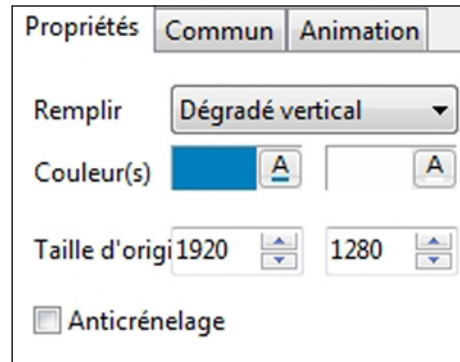 Propriétés Commun Animation
Remplir Dégradé vertical
Couleur(s) A A
Taille d'origi 1920 1280
Anticrénelage